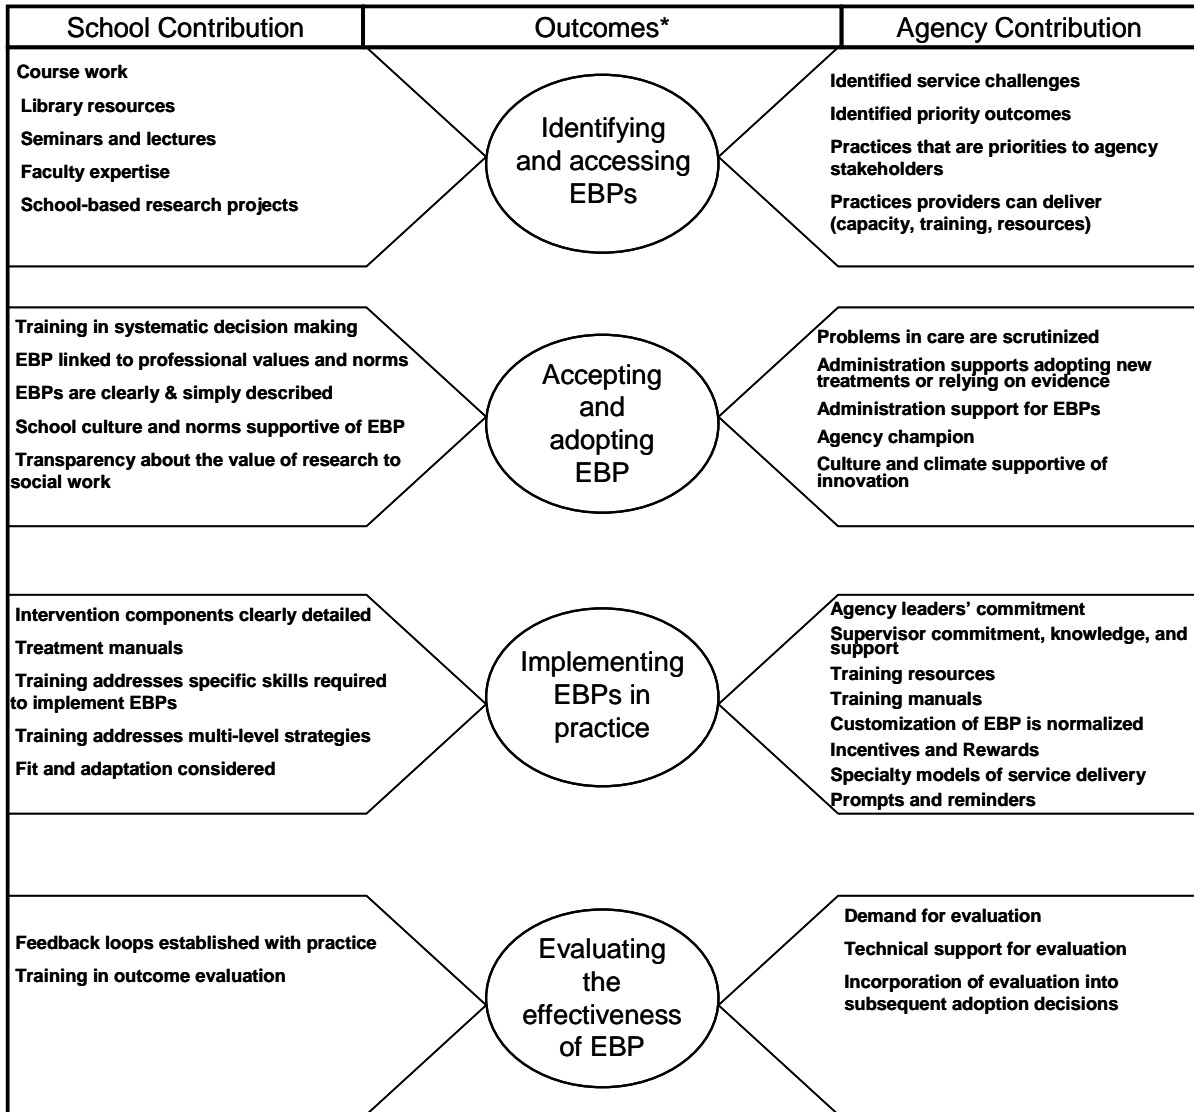 School Contribution
Outcomes*
Agency Contribution
Course work
Library resources
Seminars and lectures
Faculty expertise
School-based research projects
Identifying
and accessing
EBPs
Identified service challenges
Identified priority outcomes
Practices that are priorities to agency
stakeholders
Practices providers can deliver
(capacity, training, resources)
Training in systematic decision making
EBP linked to professional values and norms
EBPs are clearly & simply described
School culture and norms supportive of EBP
Transparency about the value of research to
social work
Accepting
and
adopting
EBP
Problems in care are scrutinized
Administration supports adopting new
treatments or relying on evidence
Administration support for EBPs
Agency champion
Culture and climate supportive of
innovation
Intervention components clearly detailed
Treatment manuals
Training addresses specific skills required
to implement EBPs
Training addresses multi-level strategies
Fit and adaptation considered
Implementing
EBPs in
practice
Agency leaders’ commitment
Supervisor commitment, knowledge, and
support
Training resources
Training manuals
Customization of EBP is normalized
Incentives and Rewards
Specialty models of service delivery
Prompts and reminders
Feedback loops established with practice
Training in outcome evaluation
Evaluating
the
effectiveness
of EBP
Demand for evaluation
Technical support for evaluation
Incorporation of evaluation into
subsequent adoption decisions